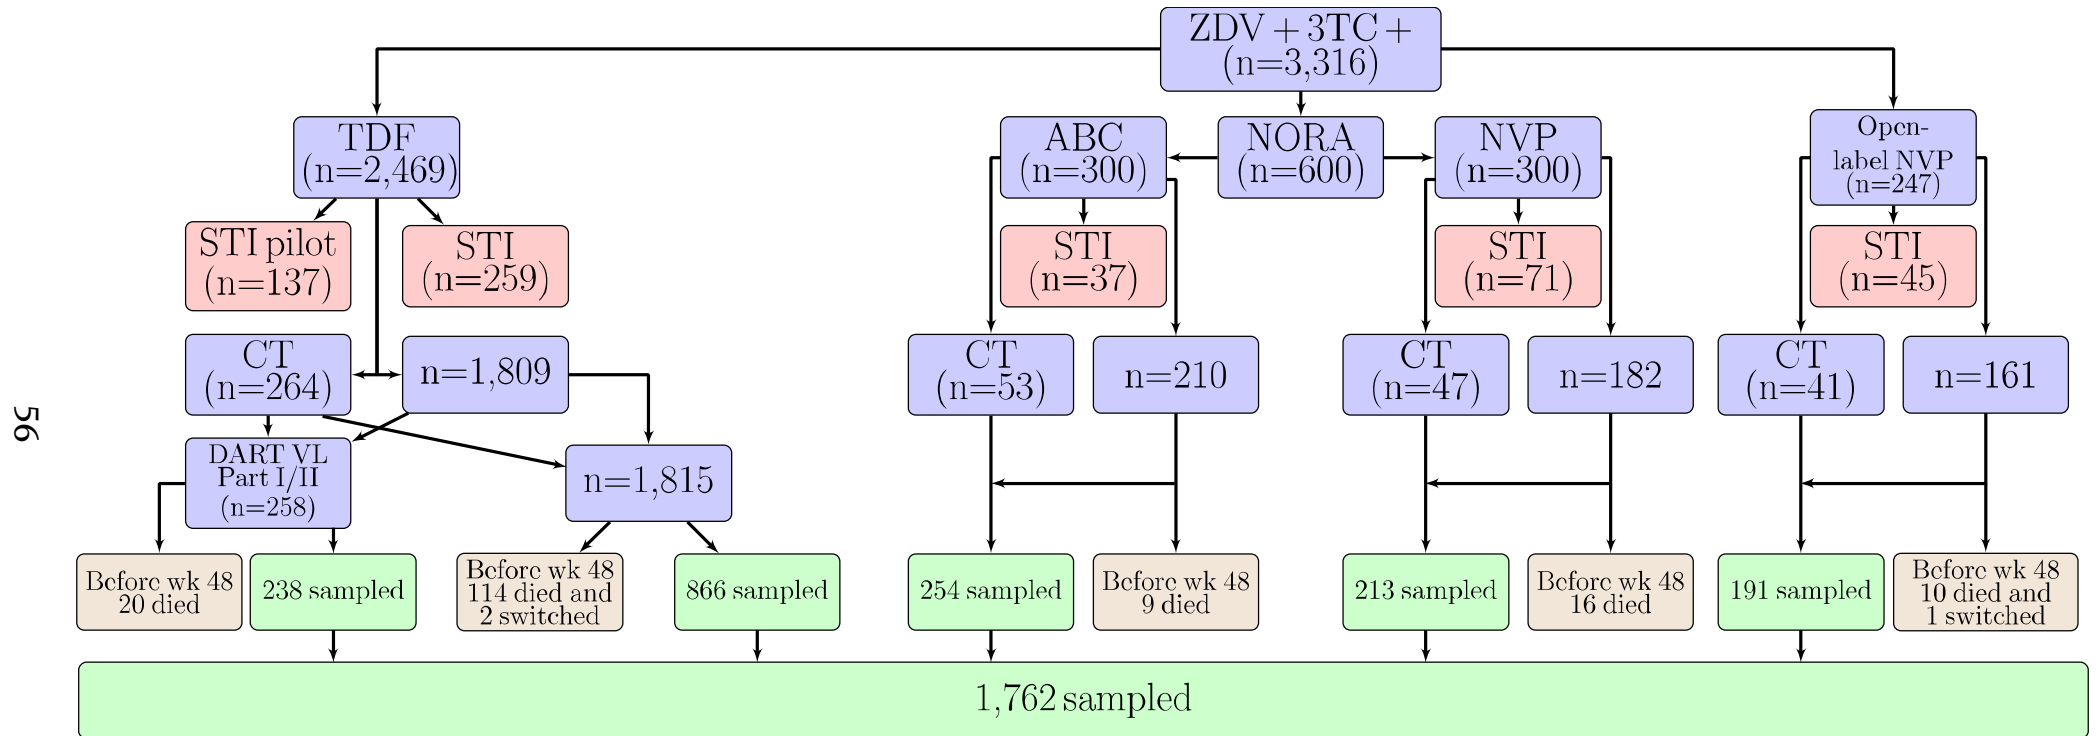 ZDV + 3TC +
(n=3,316)
TDF
(n=2,469)
ABC
(n=300)
NORA
(n=600)
NVP
(n=300)
Open-
label NVP
(n=247)
STI pilot
(n=137)
STI
(n=259)
STI
(n=37)
STI
(n=71)
STI
(n=45)
CT
(n=264)
n=1,809
CT
(n=53)
n=210
CT
(n=47)
n=182
CT
(n=41)
n=161
DART VL
Part I/II
(n=258)
n=1,815
Before wk 48
20 died
238 sampled
Before wk 48
114 died and
2 switched
866 sampled
254 sampled
Before wk 48
9 died
213 sampled
Before wk 48
16 died
191 sampled
Before wk 48
10 died and
1 switched
1,762 sampled
56